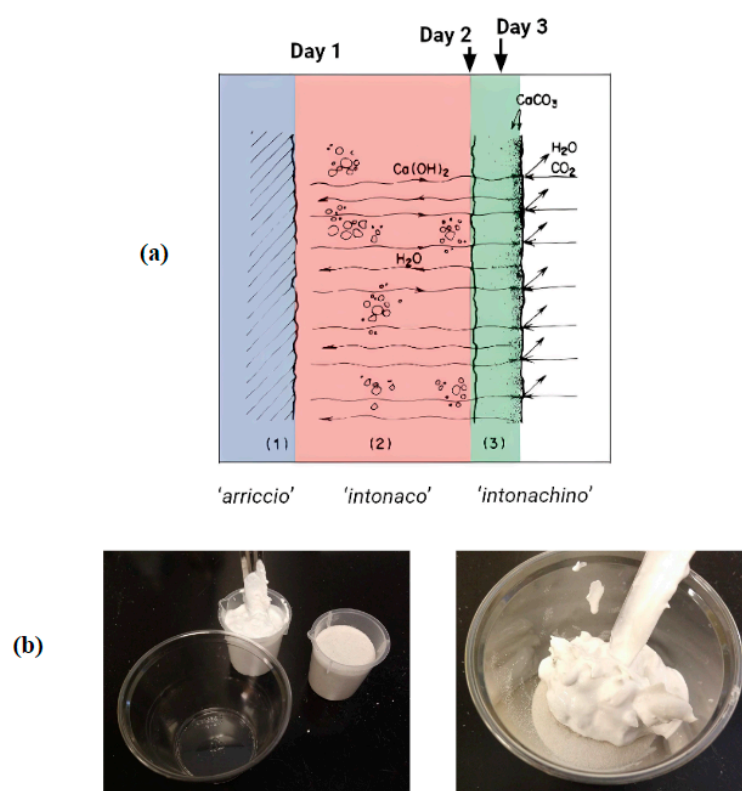 Day 1
Day 2
Day 3
CaCO₃
H₂O
CO₂
Ca(OH)₂
(a)
H₂O
(1)
(2)
(3)
'arriccio'
'intonaco'
'intonachino'
(b)